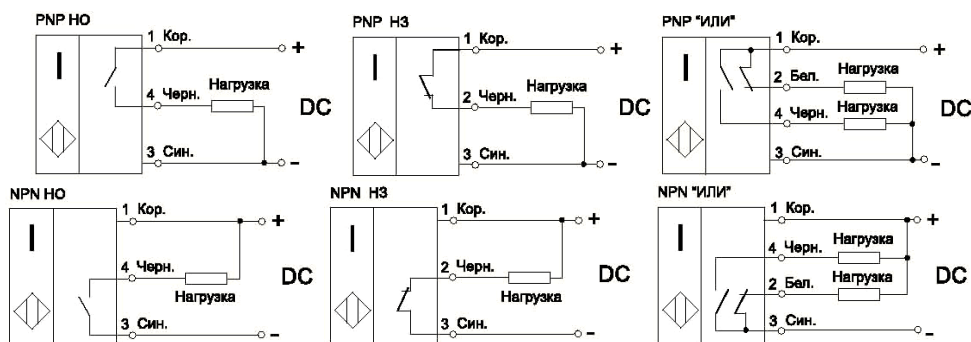 PNP НО
1 Кор.
+
I
Нагрузка
4 Черн.
DC
3 Син.
-
PNP НЗ
1 Кор.
+
I
Нагрузка
2 Черн.
DC
3 Син.
-
PNP "ИЛИ"
1 Кор.
+
I
2 Бел.
Нагрузка
Нагрузка
4 Черн.
DC
3 Син.
-
NPN НО
1 Кор.
+
I
4 Черн.
Нагрузка
DC
3 Син.
-
NPN НЗ
1 Кор.
+
I
2 Черн.
Нагрузка
DC
3 Син.
-
NPN "ИЛИ"
1 Кор.
+
I
4 Черн.
Нагрузка
2 Бел.
Нагрузка
DC
3 Син.
-